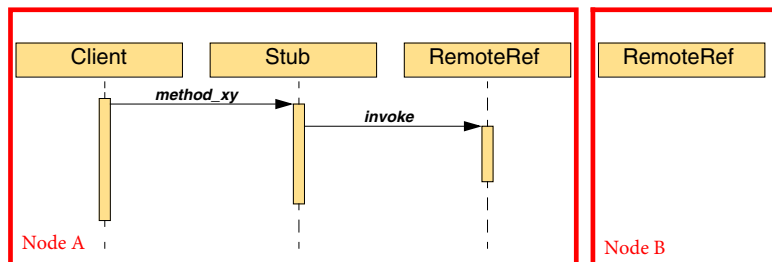 Client
Stub
RemoteRef
RemoteRef
method_xy
invoke
Node A
Node B